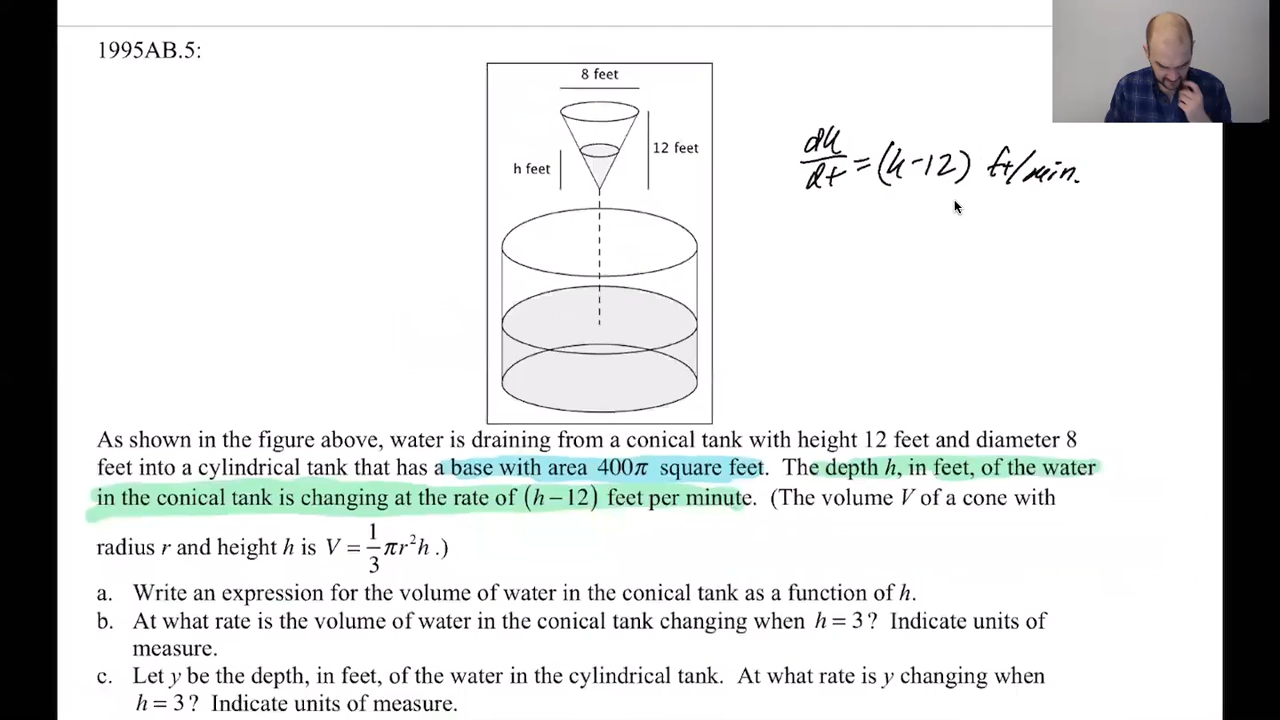 1995AB.5:
8 feet
12 feet
h feet
dh/dt = (h-12) ft/min.
As shown in the figure above, water is draining from a conical tank with height 12 feet and diameter 8
feet into a cylindrical tank that has a base with area 400π square feet. The depth h, in feet, of the water
in the conical tank is changing at the rate of (h−12) feet per minute. (The volume V of a cone with
radius r and height h is V = 1/3 πr²h .)
a. Write an expression for the volume of water in the conical tank as a function of h.
b. At what rate is the volume of water in the conical tank changing when h = 3? Indicate units of
measure.
c. Let y be the depth, in feet, of the water in the cylindrical tank. At what rate is y changing when
h = 3? Indicate units of measure.